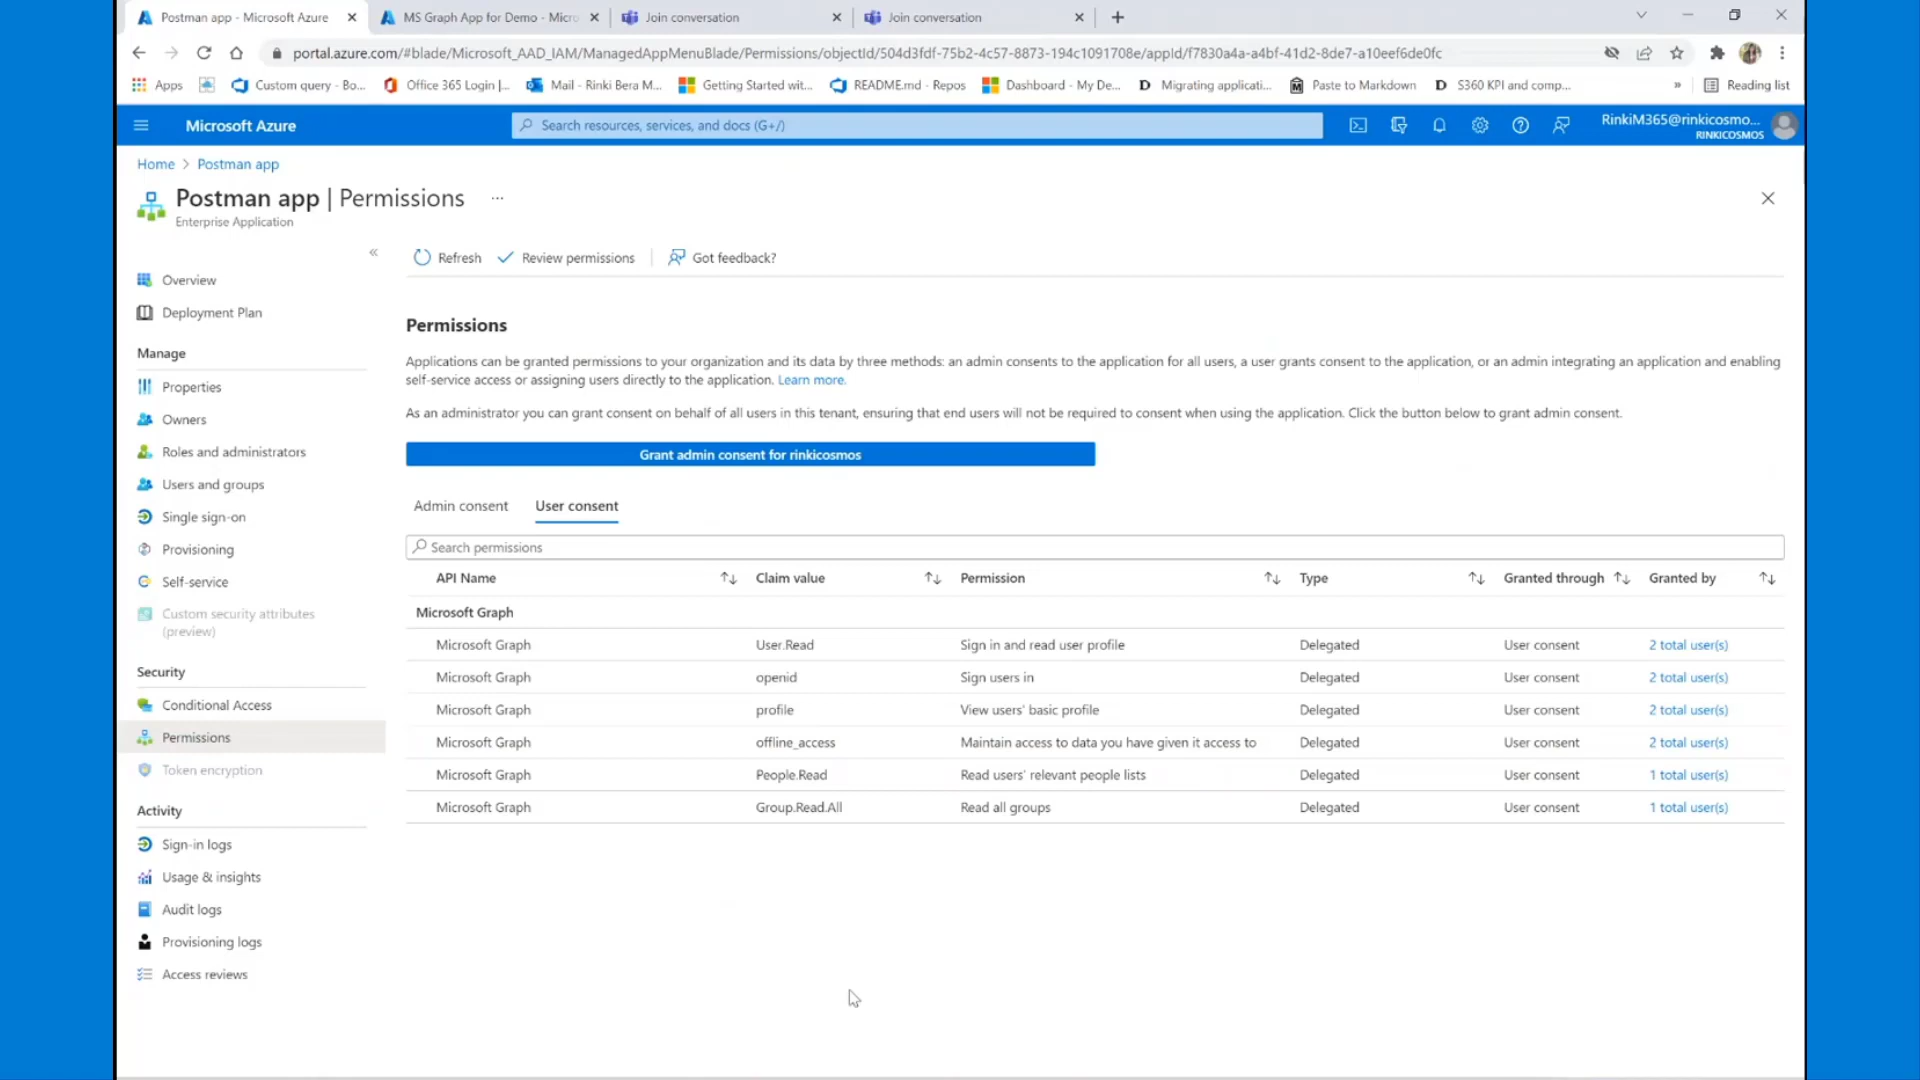 Postman app - Microsoft Azure
MS Graph App for Demo - Micro
Join conversation
Join conversation
portal.azure.com/#blade/Microsoft_AAD_IAM/ManagedAppMenuBlade/Permissions/objectId/504d3fdf-75b2-4c57-8873-194c1091708e/appId/f7830a4a-a4bf-41d2-8de7-a10eef6de0fc
Apps
Custom query - Bo...
Office 365 Login |...
Mail - Rinki Bera M...
Getting Started wit...
README.md - Repos
Dashboard - My De...
D Migrating applicati...
Paste to Markdown
D S360 KPI and comp...
»
Reading list
Microsoft Azure
Search resources, services, and docs (G+/)
RinkiM365@rinkicosmo...
RINKICOSMOS
Home > Postman app
Postman app | Permissions ...
Enterprise Application
«
Overview
Deployment Plan
Manage
Properties
Owners
Roles and administrators
Users and groups
Single sign-on
Provisioning
Self-service
Custom security attributes
(preview)
Security
Conditional Access
Permissions
Token encryption
Activity
Sign-in logs
Usage & insights
Audit logs
Provisioning logs
Access reviews
Refresh
Review permissions
Got feedback?
Permissions
Applications can be granted permissions to your organization and its data by three methods: an admin consents to the application for all users, a user grants consent to the application, or an admin integrating an application and enabling
self-service access or assigning users directly to the application. Learn more.
As an administrator you can grant consent on behalf of all users in this tenant, ensuring that end users will not be required to consent when using the application. Click the button below to grant admin consent.
Grant admin consent for rinkicosmos
Admin consent User consent
Search permissions
API Name Claim value Permission Type Granted through Granted by
Microsoft Graph
Microsoft Graph User.Read Sign in and read user profile Delegated User consent 2 total user(s)
Microsoft Graph openid Sign users in Delegated User consent 2 total user(s)
Microsoft Graph profile View users' basic profile Delegated User consent 2 total user(s)
Microsoft Graph offline_access Maintain access to data you have given it access to Delegated User consent 2 total user(s)
Microsoft Graph People.Read Read users' relevant people lists Delegated User consent 1 total user(s)
Microsoft Graph Group.Read.All Read all groups Delegated User consent 1 total user(s)